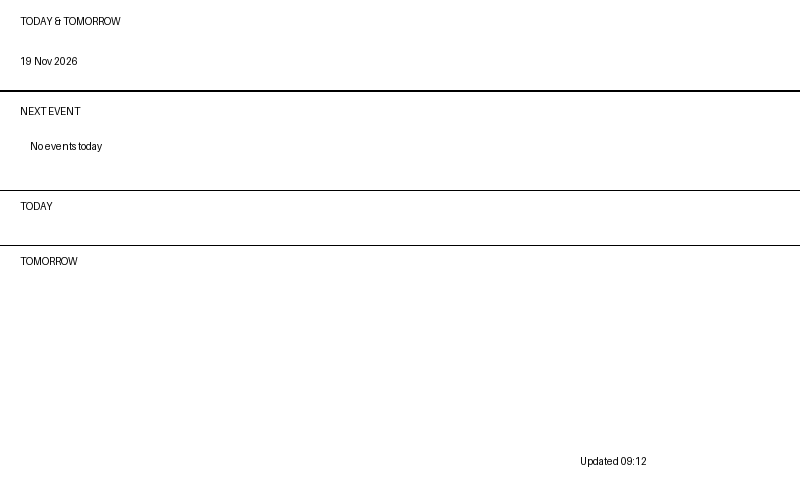 TODAY & TOMORROW
19 Nov 2026
NEXT EVENT
No events today
TODAY
TOMORROW
Updated 09:12